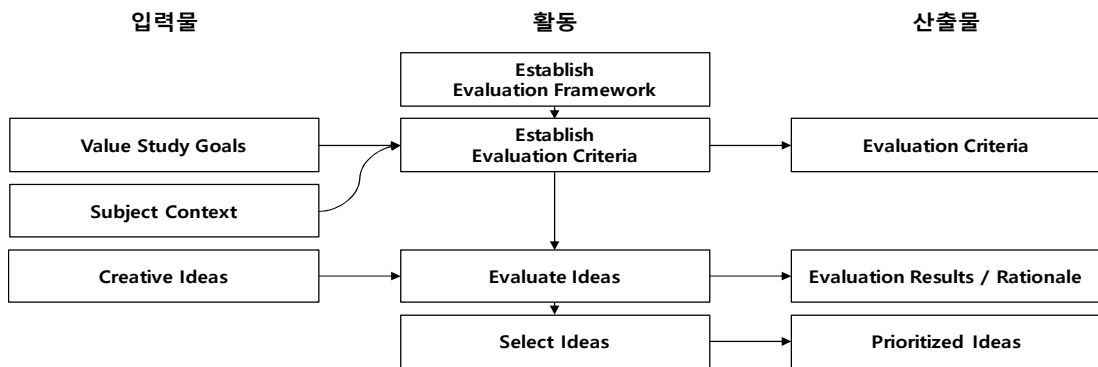 입력물
활동
산출물
Establish
Evaluation Framework
Value Study Goals
Establish
Evaluation Criteria
Evaluation Criteria
Subject Context
Creative Ideas
Evaluate Ideas
Evaluation Results / Rationale
Select Ideas
Prioritized Ideas